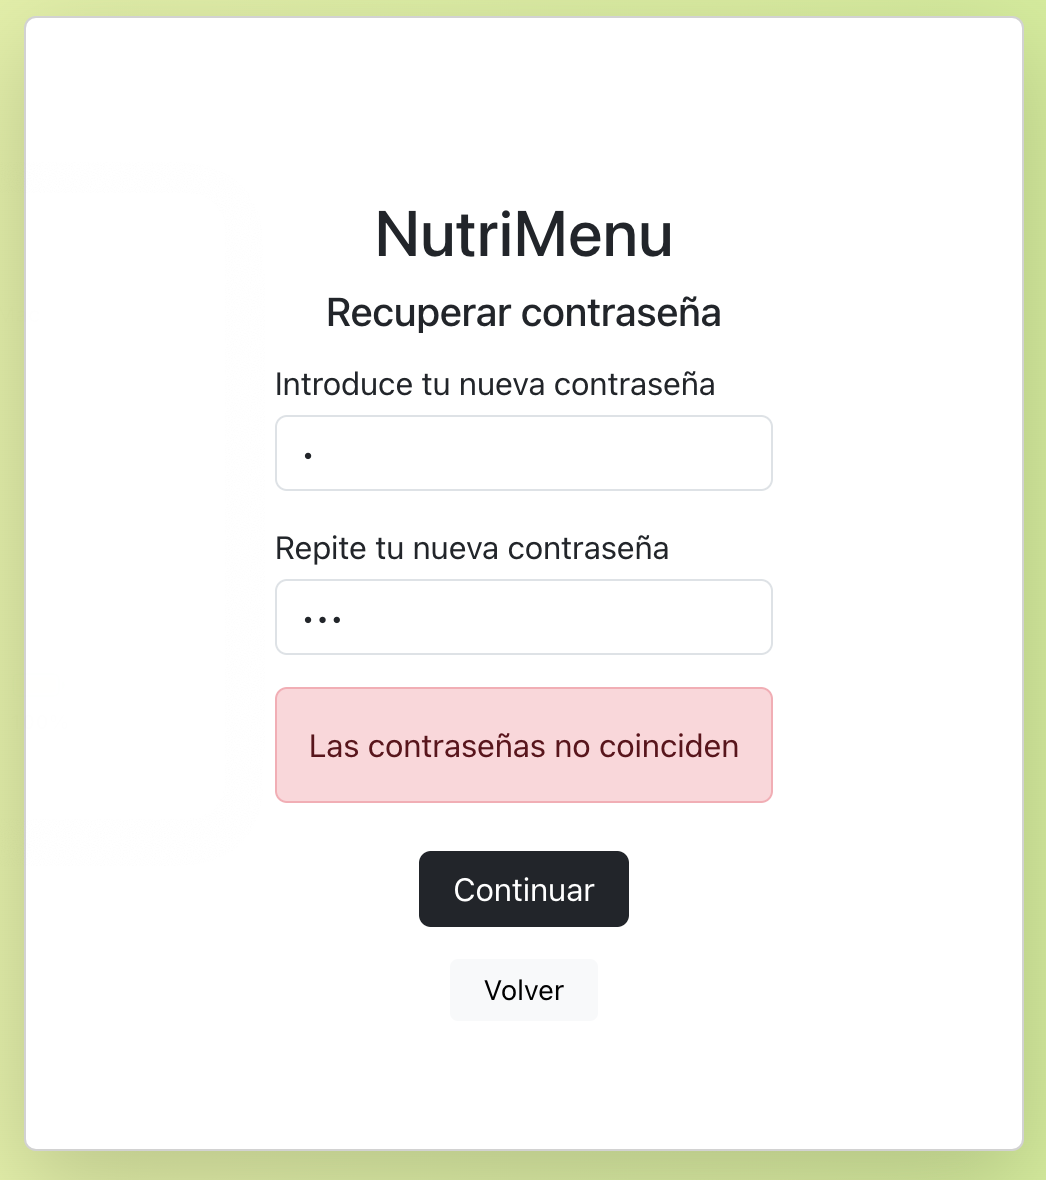 NutriMenu
Recuperar contraseña
Introduce tu nueva contraseña
•
Repite tu nueva contraseña
•••
Las contraseñas no coinciden
Continuar
Volver